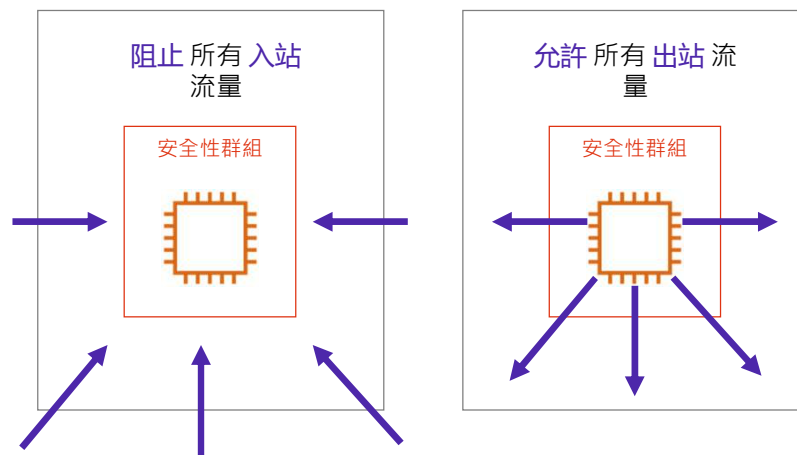 阻止 所有 入站
流量
安全性群組
允許 所有 出站 流
量
安全性群組